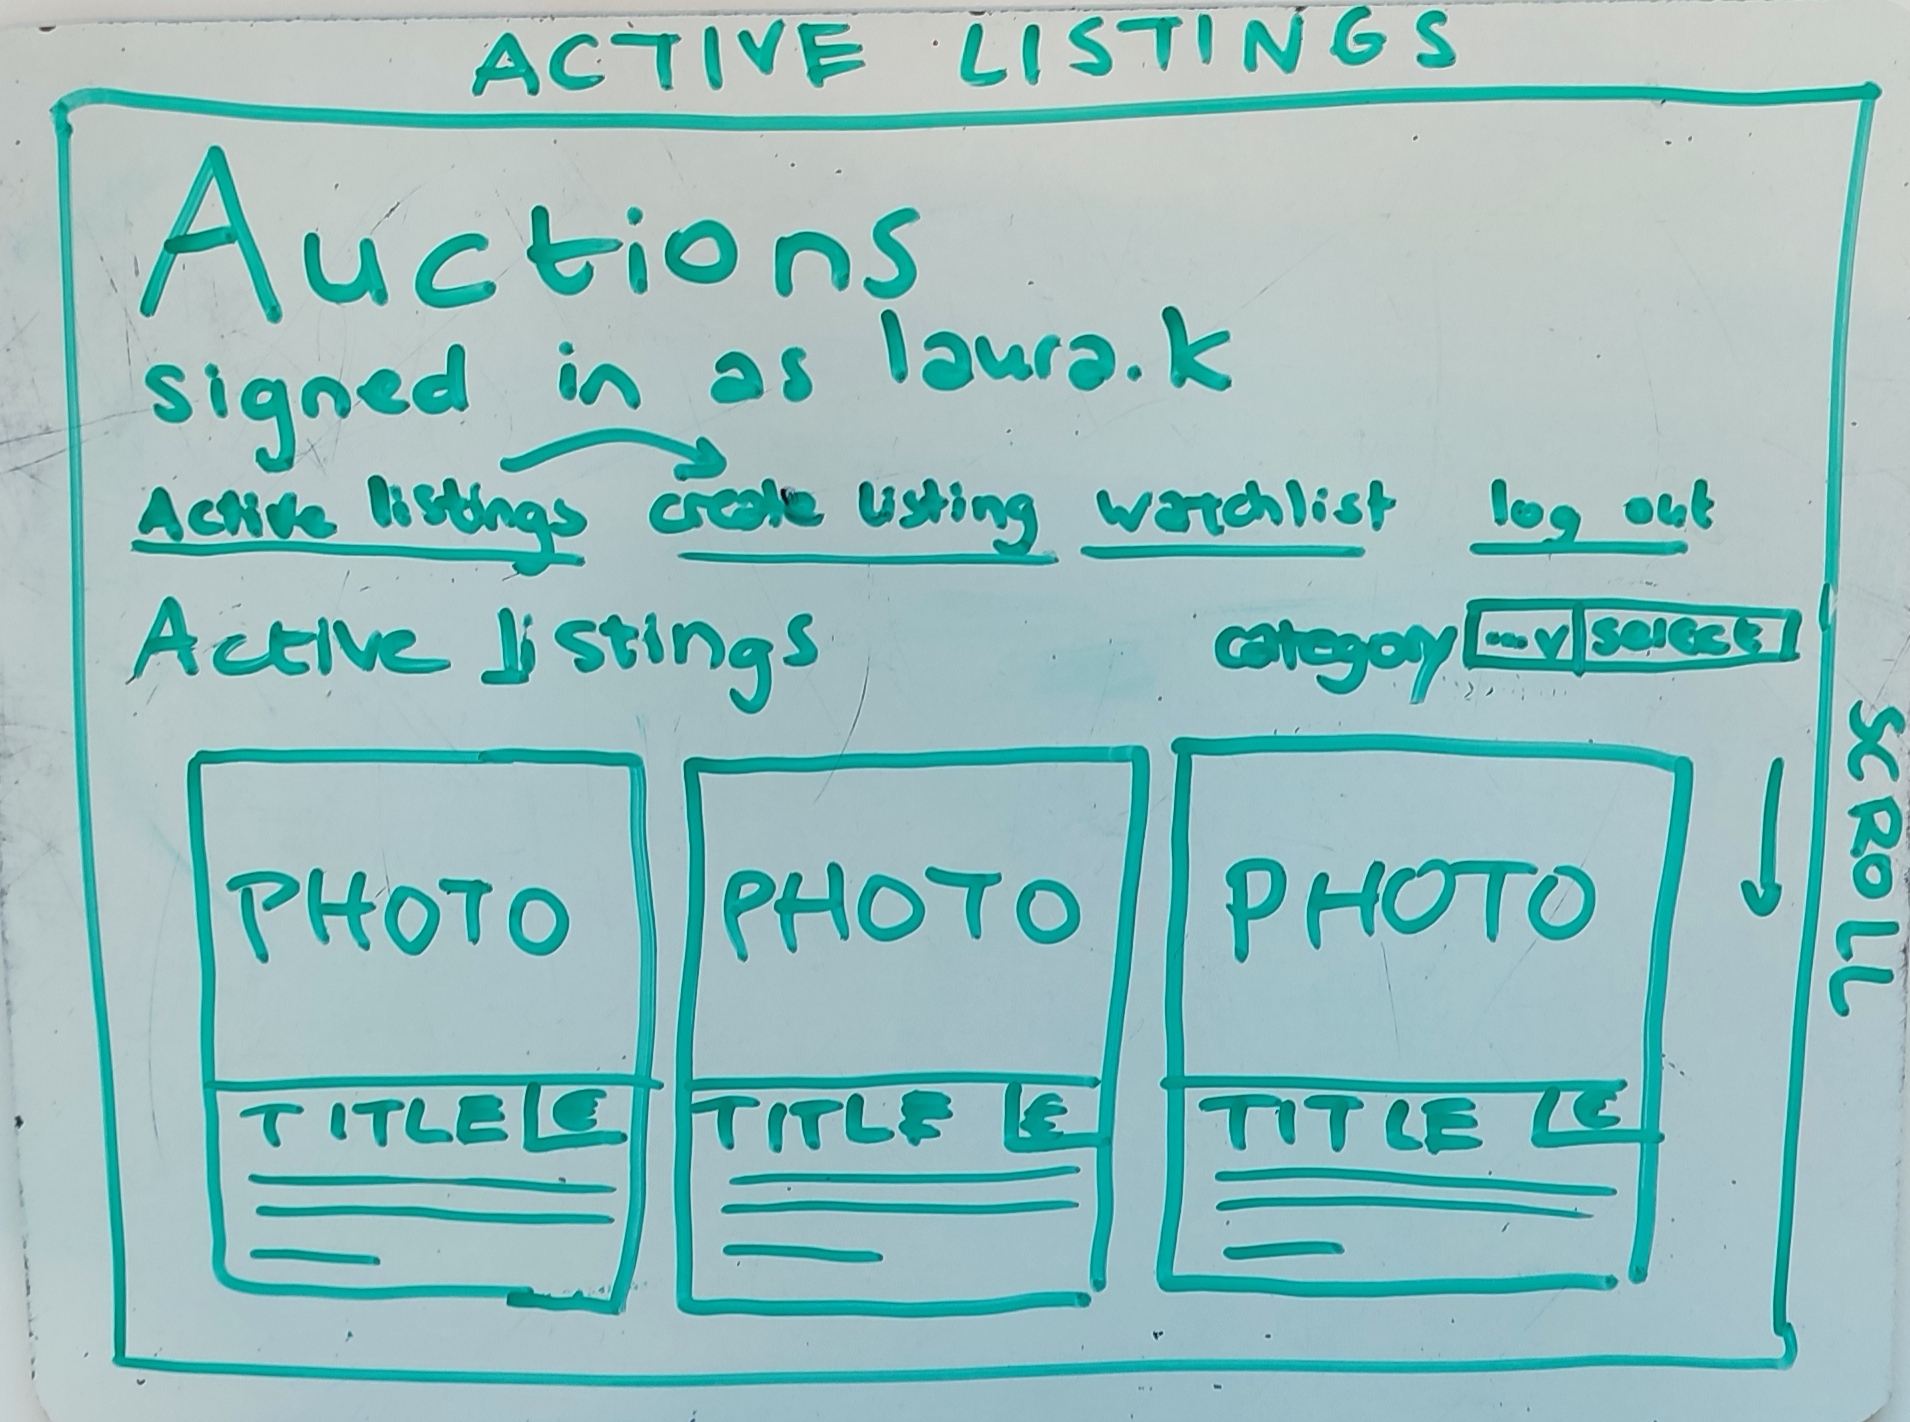 ACTIVE LISTINGS
Auctions
signed in as laura.k
Active listings create listing watchlist log out
Active listings category ... v select
SCROLL
PHOTO PHOTO PHOTO
TITLE € TITLE € TITLE €